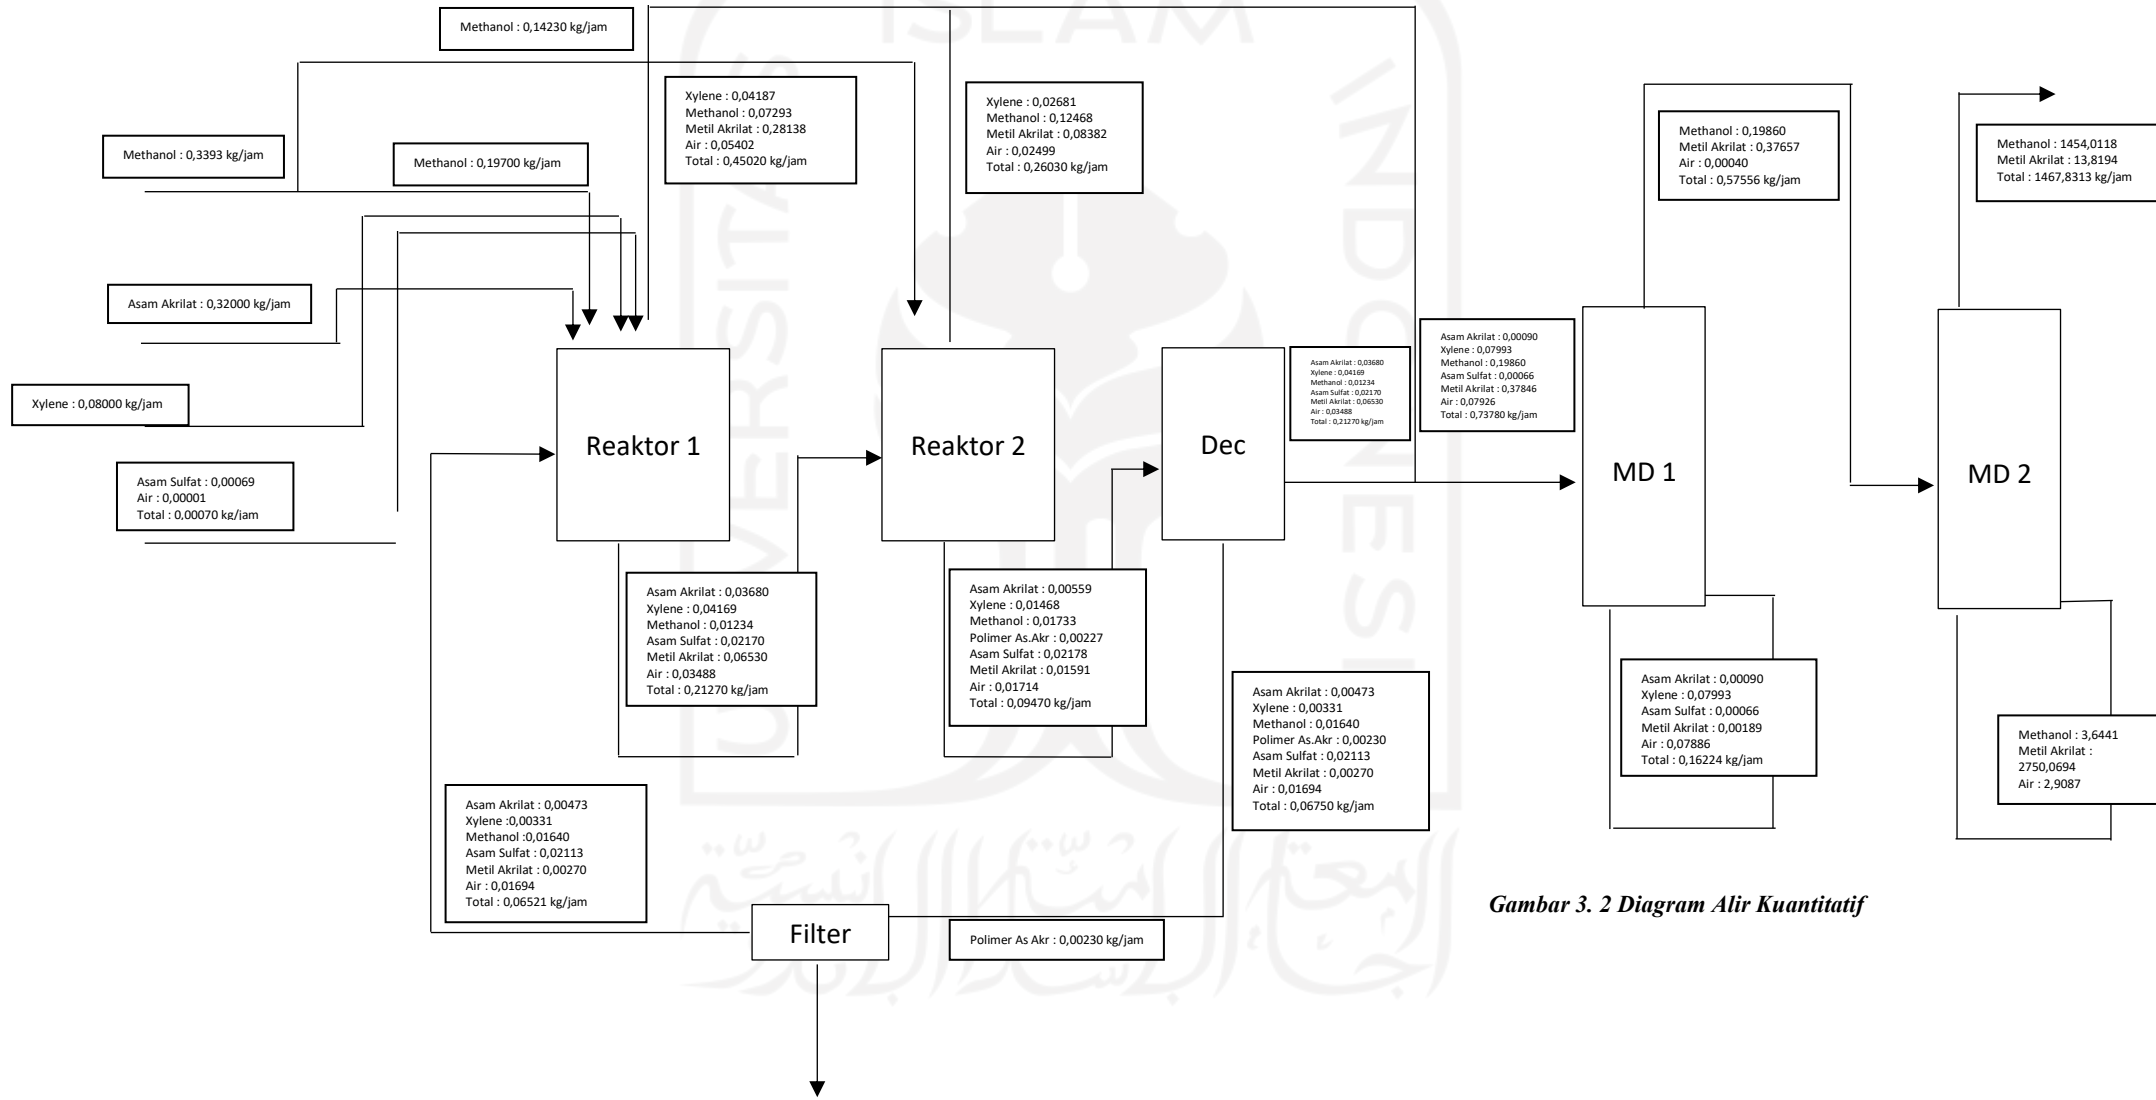 ISLAM
UNIVERSITAS
INDONESIA
Methanol : 0,14230 kg/jam
Methanol : 0,3393 kg/jam
Methanol : 0,19700 kg/jam
Xylene : 0,04187
Methanol : 0,07293
Metil Akrilat : 0,28138
Air : 0,05402
Total : 0,45020 kg/jam
Xylene : 0,02681
Methanol : 0,12468
Metil Akrilat : 0,08382
Air : 0,02499
Total : 0,26030 kg/jam
Methanol : 0,19860
Metil Akrilat : 0,37657
Air : 0,00040
Total : 0,57556 kg/jam
Methanol : 1454,0118
Metil Akrilat : 13,8194
Total : 1467,8313 kg/jam
Asam Akrilat : 0,32000 kg/jam
Xylene : 0,08000 kg/jam
Asam Sulfat : 0,00069
Air : 0,00001
Total : 0,00070 kg/jam
Reaktor 1
Reaktor 2
Dec
Asam Akrilat : 0,03680
Xylene : 0,04169
Methanol : 0,01234
Asam Sulfat : 0,02170
Metil Akrilat : 0,06530
Air : 0,03488
Total : 0,21270 kg/jam
Asam Akrilat : 0,00090
Xylene : 0,07993
Methanol : 0,19860
Asam Sulfat : 0,00066
Metil Akrilat : 0,37846
Air : 0,07926
Total : 0,73780 kg/jam
MD 1
MD 2
Asam Akrilat : 0,03680
Xylene : 0,04169
Methanol : 0,01234
Asam Sulfat : 0,02170
Metil Akrilat : 0,06530
Air : 0,03488
Total : 0,21270 kg/jam
Asam Akrilat : 0,00559
Xylene : 0,01468
Methanol : 0,01733
Polimer As.Akr : 0,00227
Asam Sulfat : 0,02178
Metil Akrilat : 0,01591
Air : 0,01714
Total : 0,09470 kg/jam
Asam Akrilat : 0,00473
Xylene : 0,00331
Methanol : 0,01640
Polimer As.Akr : 0,00230
Asam Sulfat : 0,02113
Metil Akrilat : 0,00270
Air : 0,01694
Total : 0,06750 kg/jam
Asam Akrilat : 0,00090
Xylene : 0,07993
Asam Sulfat : 0,00066
Metil Akrilat : 0,00189
Air : 0,07886
Total : 0,16224 kg/jam
Methanol : 3,6441
Metil Akrilat :
2750,0694
Air : 2,9087
Asam Akrilat : 0,00473
Xylene :0,00331
Methanol :0,01640
Asam Sulfat : 0,02113
Metil Akrilat : 0,00270
Air : 0,01694
Total : 0,06521 kg/jam
Filter
Polimer As Akr : 0,00230 kg/jam
Gambar 3. 2 Diagram Alir Kuantitatif